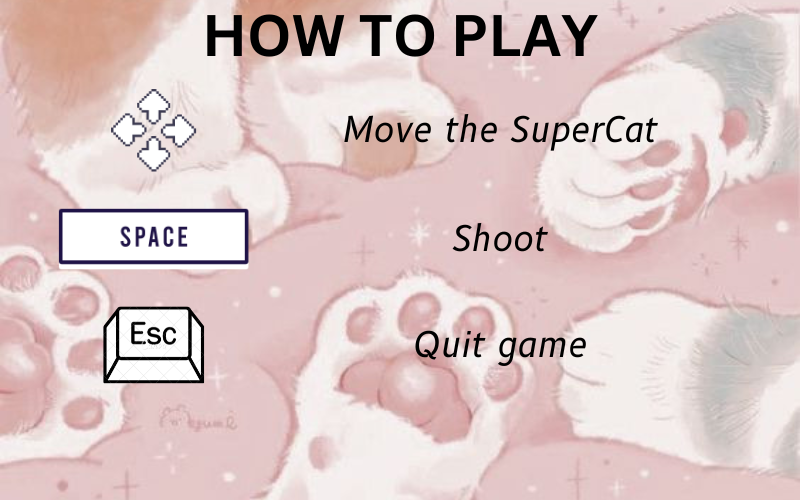 HOW TO PLAY
Move the SuperCat
SPACE
Shoot
Esc
Quit game